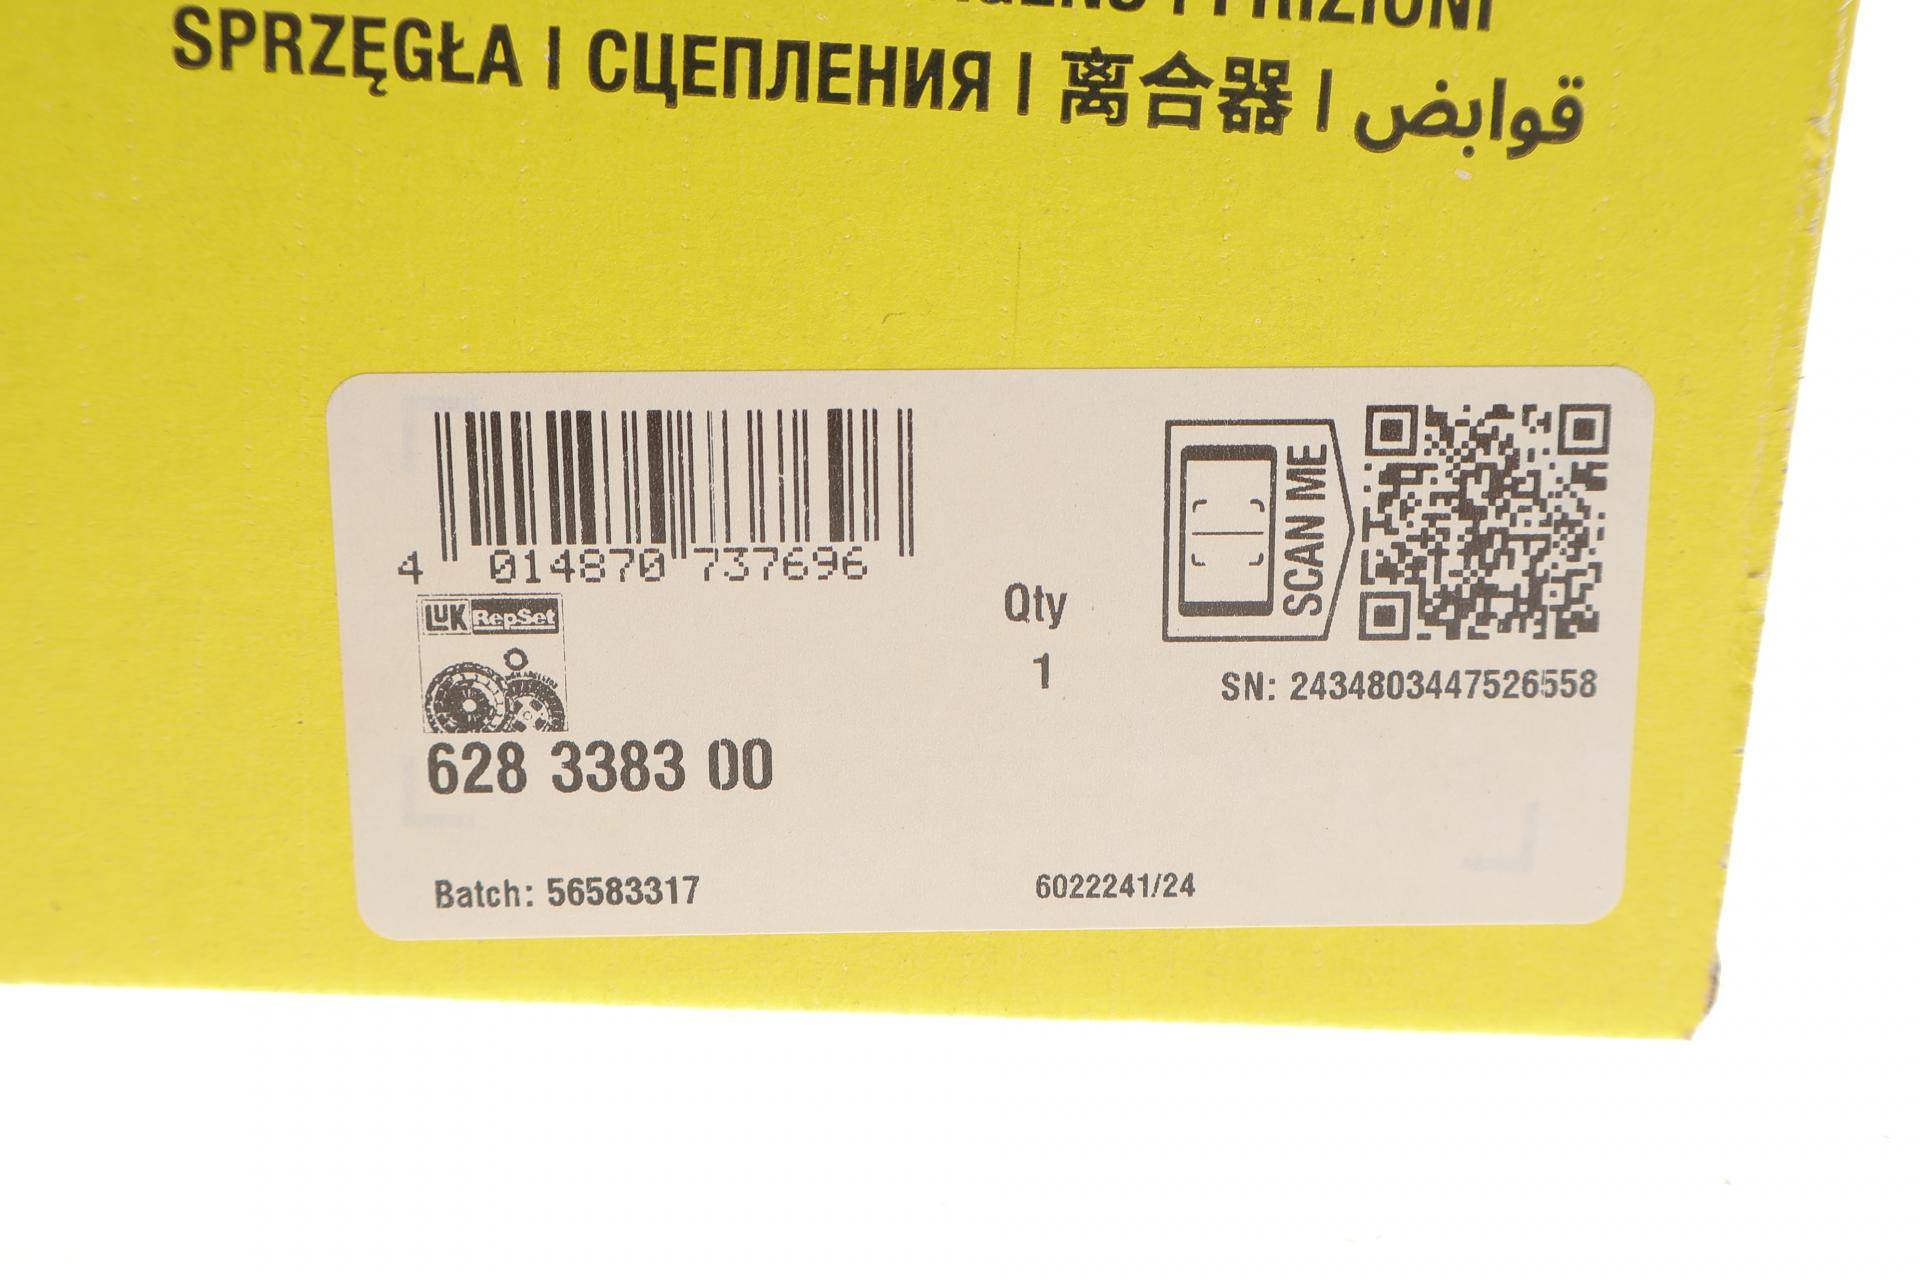 FRIZIONI
SPRZĘGŁA | СЦЕПЛЕНИЯ | 离合器 | قوابض
4 014870 737696
LUK RepSet
SCAN ME
Qty
1
SN: 2434803447526558
628 3383 00
Batch: 56583317
6022241/24